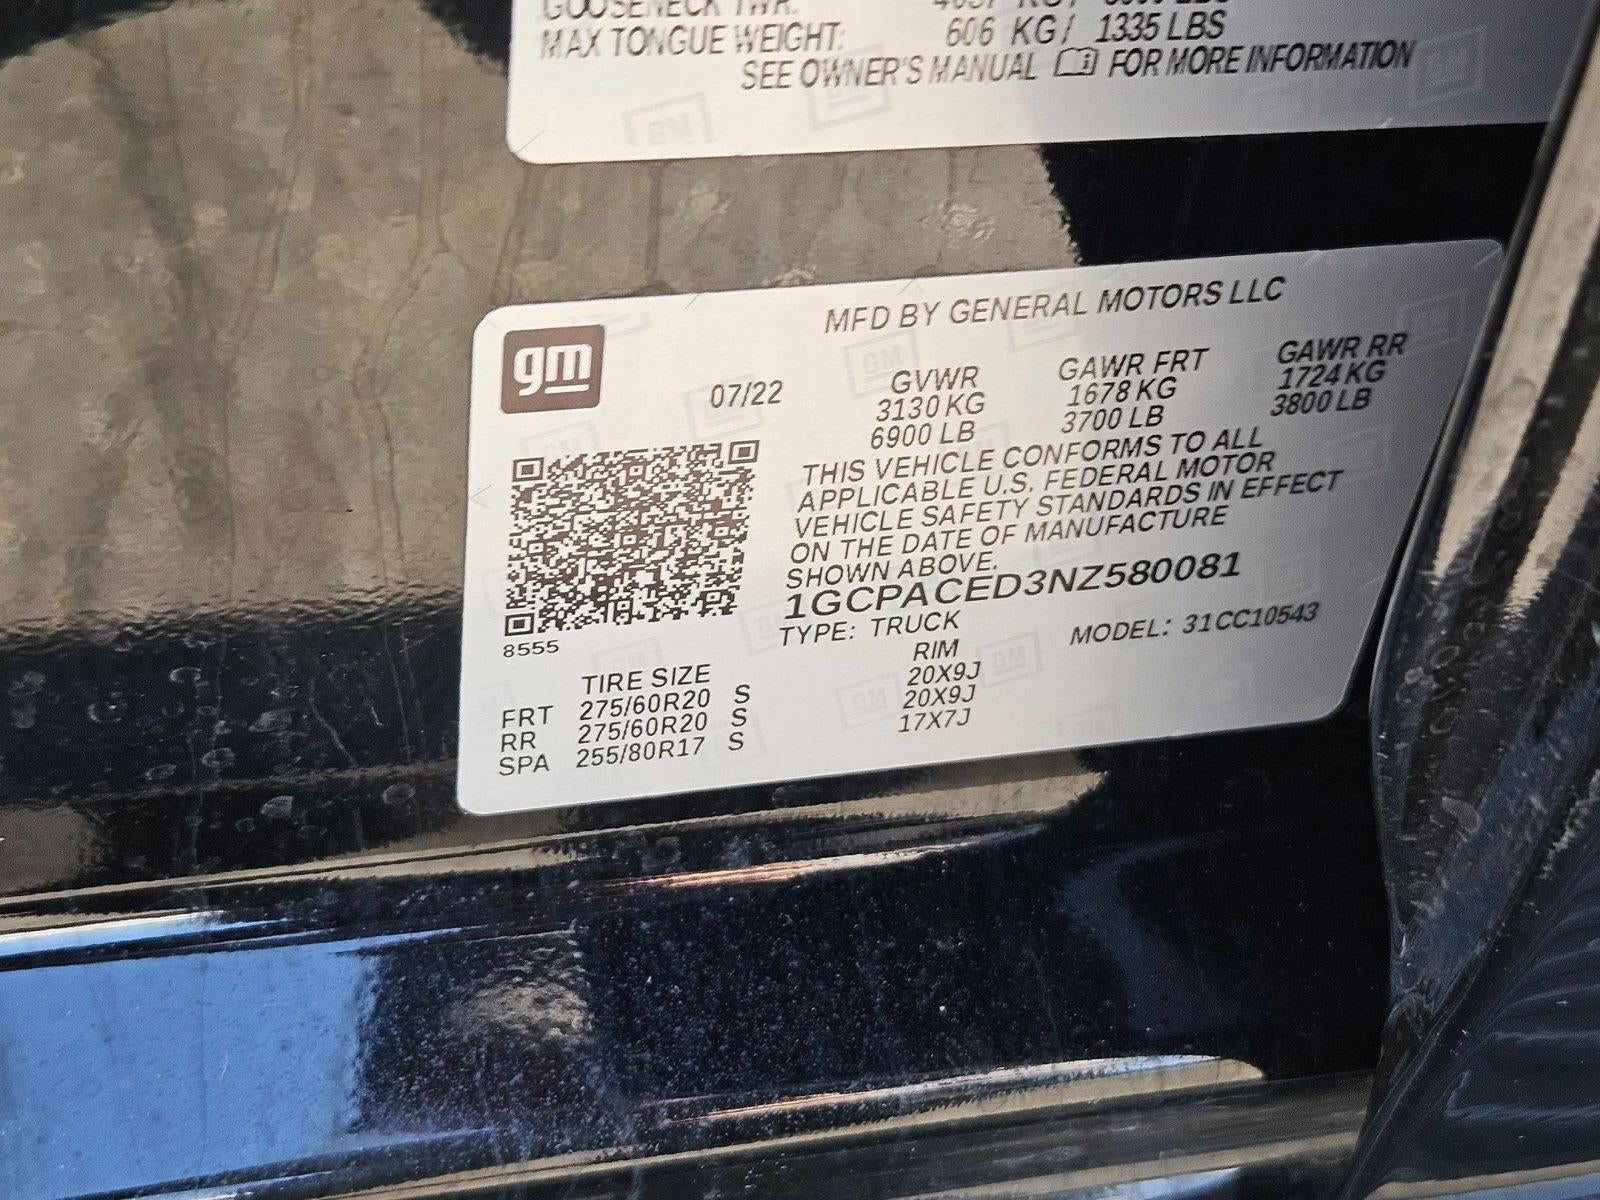 GOOSENECK TWR:
MAX TONGUE WEIGHT: 606 KG/ 1335 LBS
SEE OWNER'S MANUAL FOR MORE INFORMATION
MFD BY GENERAL MOTORS LLC
gm
07/22
GVWR GAWR FRT GAWR RR
3130 KG 1678 KG 1724 KG
6900 LB 3700 LB 3800 LB
THIS VEHICLE CONFORMS TO ALL
APPLICABLE U.S. FEDERAL MOTOR
VEHICLE SAFETY STANDARDS IN EFFECT
ON THE DATE OF MANUFACTURE
SHOWN ABOVE.
1GCPACED3NZ580081
TYPE: TRUCK MODEL: 31CC10543
8555
TIRE SIZE RIM
FRT 275/60R20 S 20X9J
RR 275/60R20 S 20X9J
SPA 255/80R17 S 17X7J